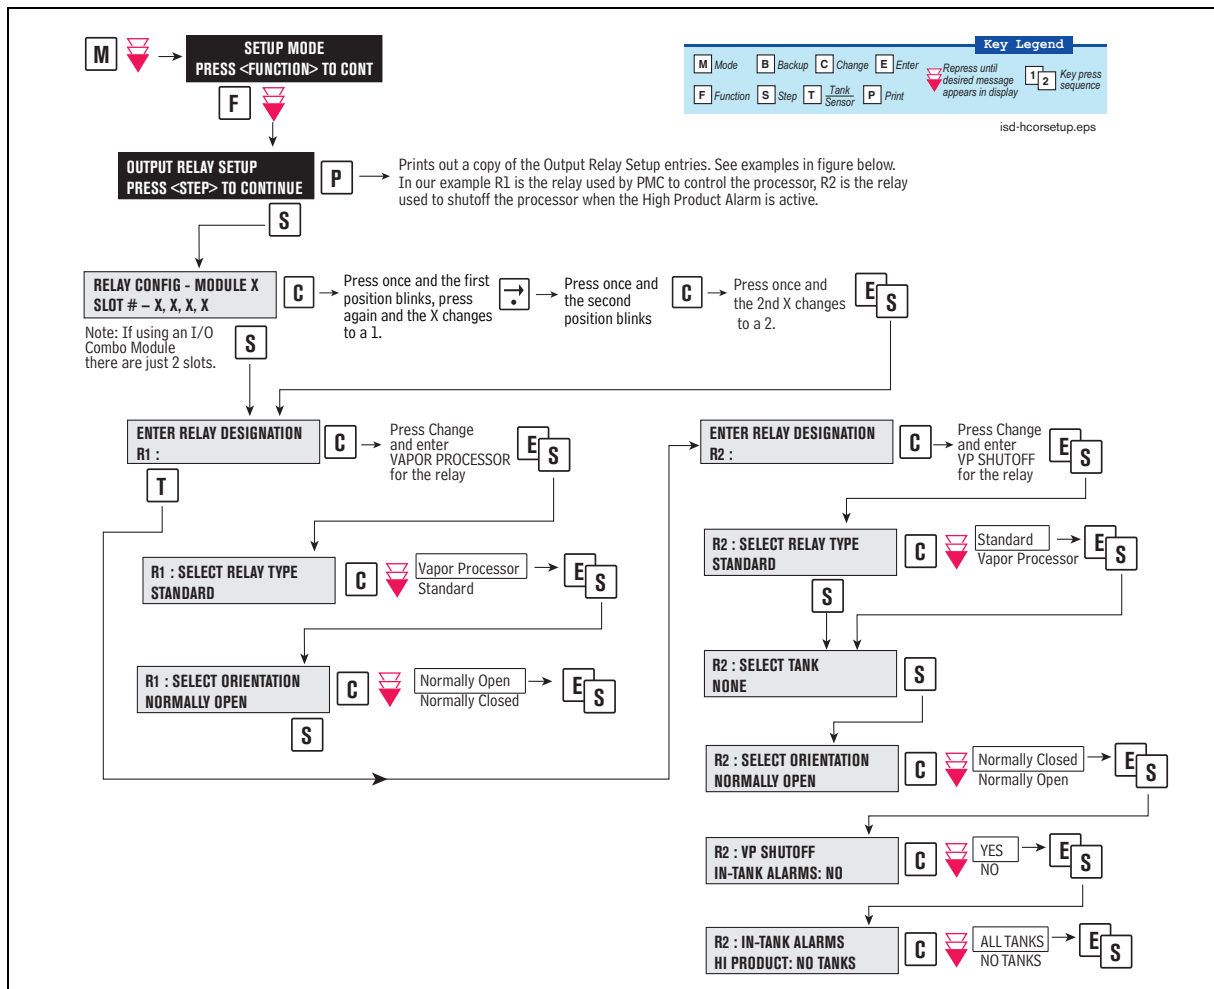 M
SETUP MODE
PRESS <FUNCTION> TO CONT
Key Legend
M Mode B Backup C Change E Enter
Repress until
desired message
appears in display
1 2 Key press
sequence
F Function S Step T Tank
Sensor P Print
isd-hcorsetup.eps
F
OUTPUT RELAY SETUP
PRESS <STEP> TO CONTINUE
P
Prints out a copy of the Output Relay Setup entries. See examples in figure below.
In our example R1 is the relay used by PMC to control the processor, R2 is the relay
used to shutoff the processor when the High Product Alarm is active.
S
RELAY CONFIG - MODULE X
SLOT # – X, X, X, X
C
Press once and the first
position blinks, press
again and the X changes
to a 1.
Press once and
the second
position blinks
C
Press once and
the 2nd X changes
to a 2.
E
S
Note: If using an I/O
Combo Module
there are just 2 slots.
S
ENTER RELAY DESIGNATION
R1 :
C
Press Change
and enter
VAPOR PROCESSOR
for the relay
E
S
T
R1 : SELECT RELAY TYPE
STANDARD
C
Vapor Processor
Standard
E
S
R1 : SELECT ORIENTATION
NORMALLY OPEN
C
Normally Open
Normally Closed
E
S
S
ENTER RELAY DESIGNATION
R2 :
C
Press Change
and enter
VP SHUTOFF
for the relay
E
S
R2 : SELECT RELAY TYPE
STANDARD
C
Standard
Vapor Processor
E
S
S
R2 : SELECT TANK
NONE
S
R2 : SELECT ORIENTATION
NORMALLY OPEN
C
Normally Closed
Normally Open
E
S
R2 : VP SHUTOFF
IN-TANK ALARMS: NO
C
YES
NO
E
S
R2 : IN-TANK ALARMS
HI PRODUCT: NO TANKS
C
ALL TANKS
NO TANKS
E
S